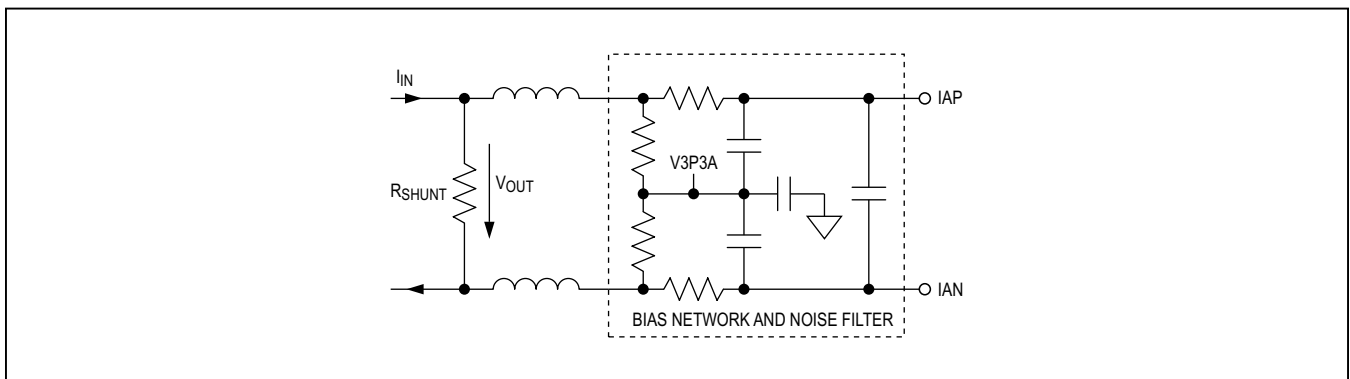 IIN
IAP
V3P3A
RSHUNT
VOUT
IAN
BIAS NETWORK AND NOISE FILTER